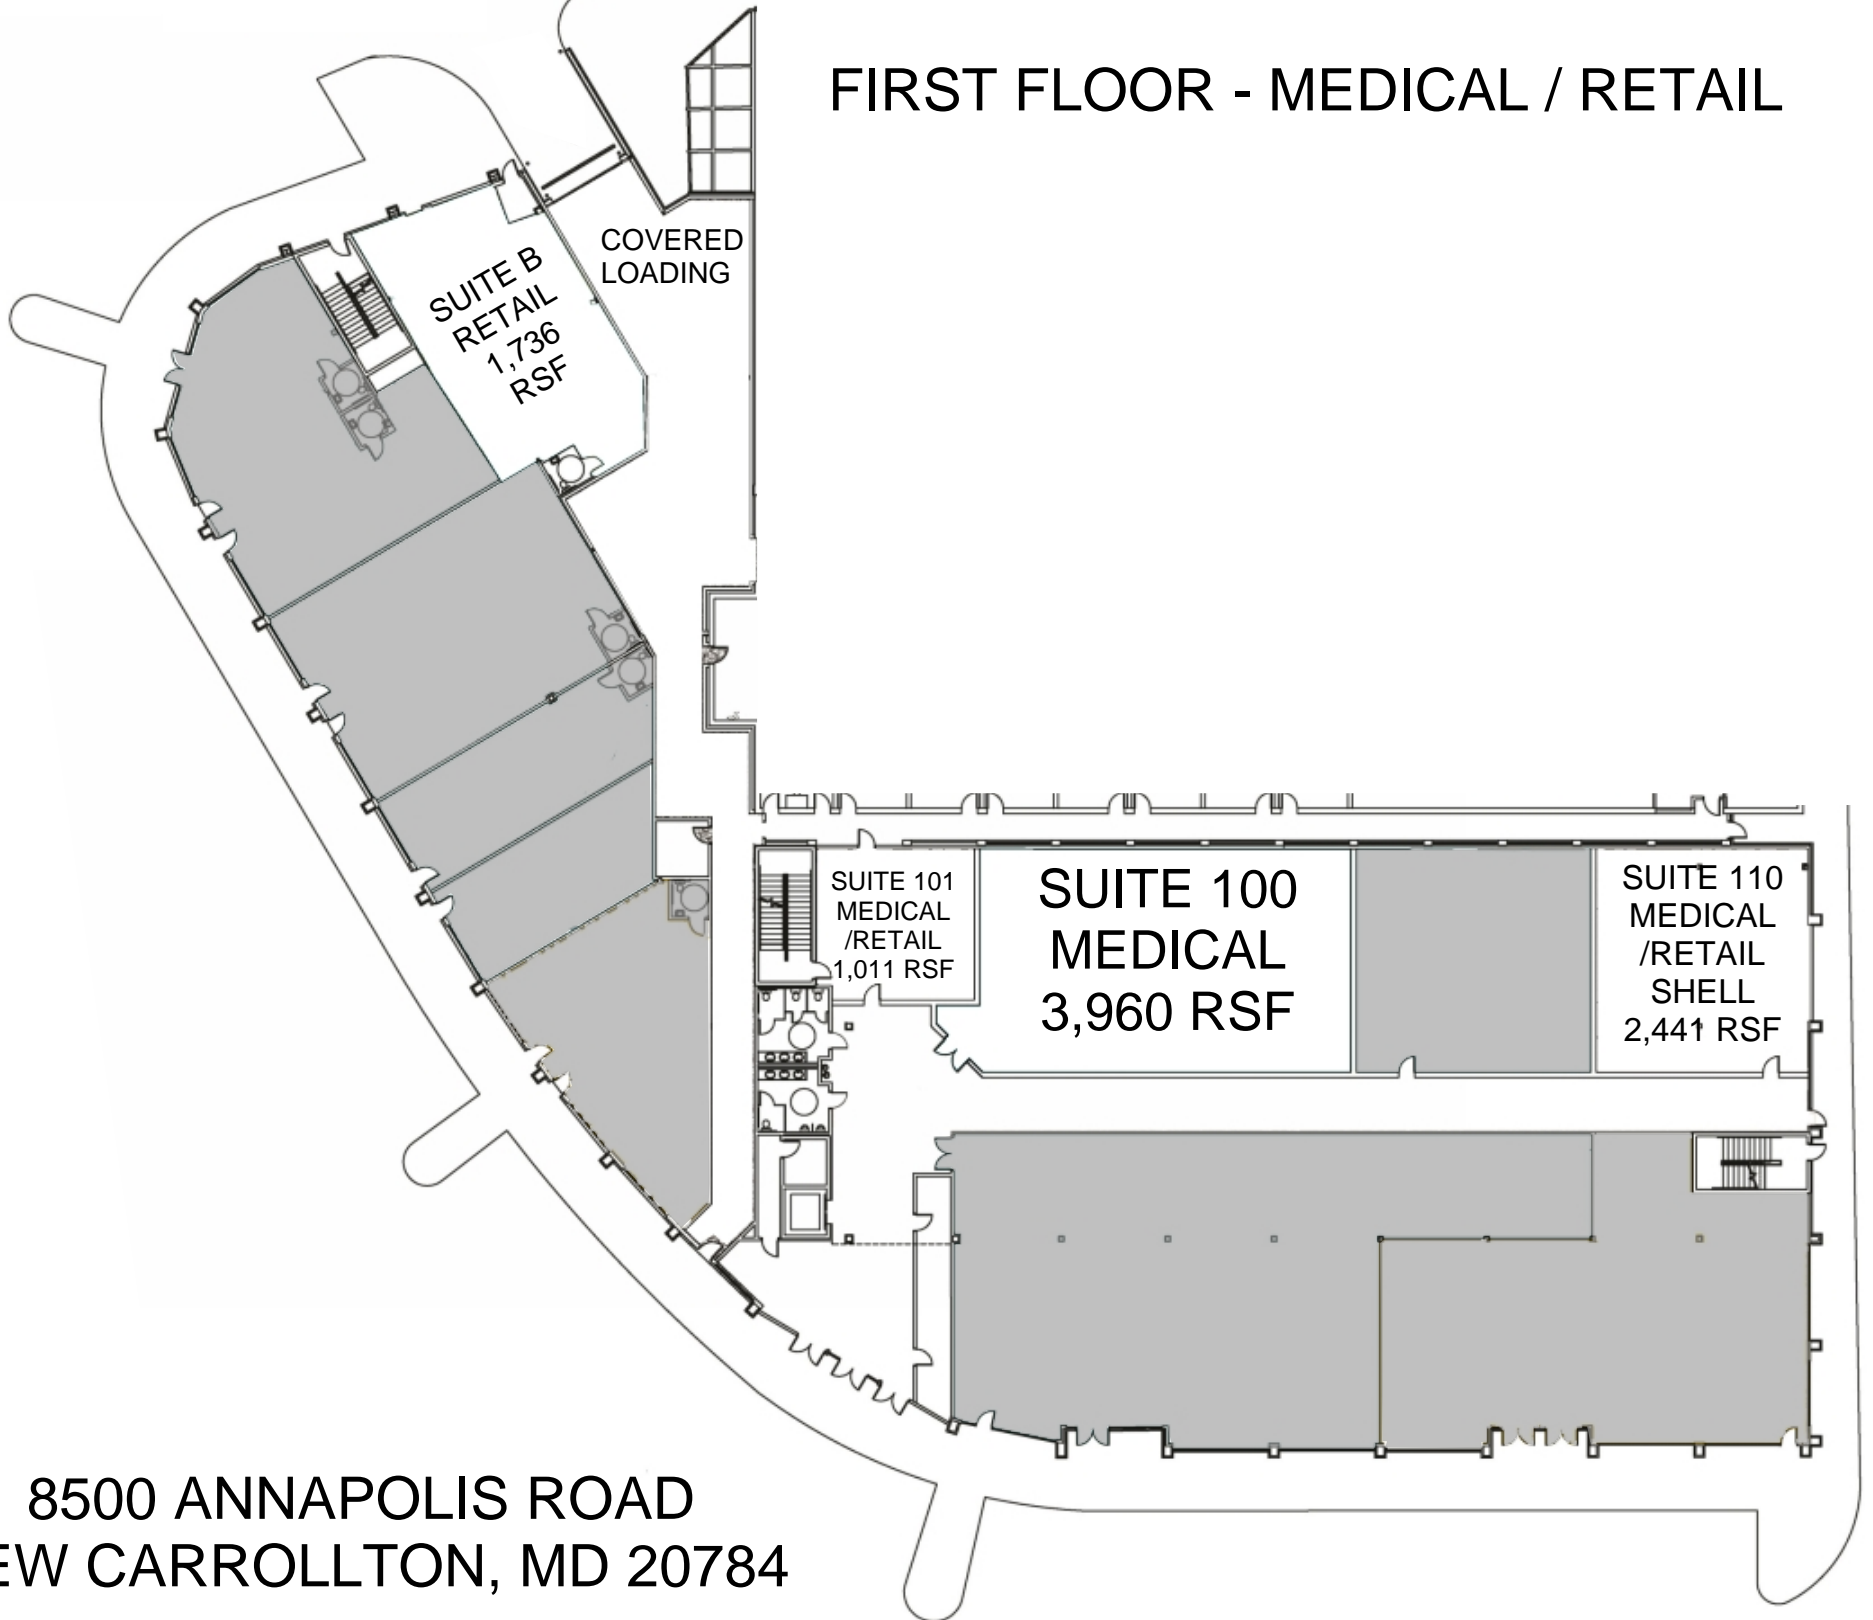 FIRST FLOOR - MEDICAL / RETAIL
COVERED
LOADING
SUITE B
RETAIL
1,736
RSF
SUITE 101
MEDICAL
/RETAIL
1,011 RSF
SUITE 100
MEDICAL
3,960 RSF
SUITE 110
MEDICAL
/RETAIL
SHELL
2,441 RSF
8500 ANNAPOLIS ROAD
EW CARROLLTON, MD 20784